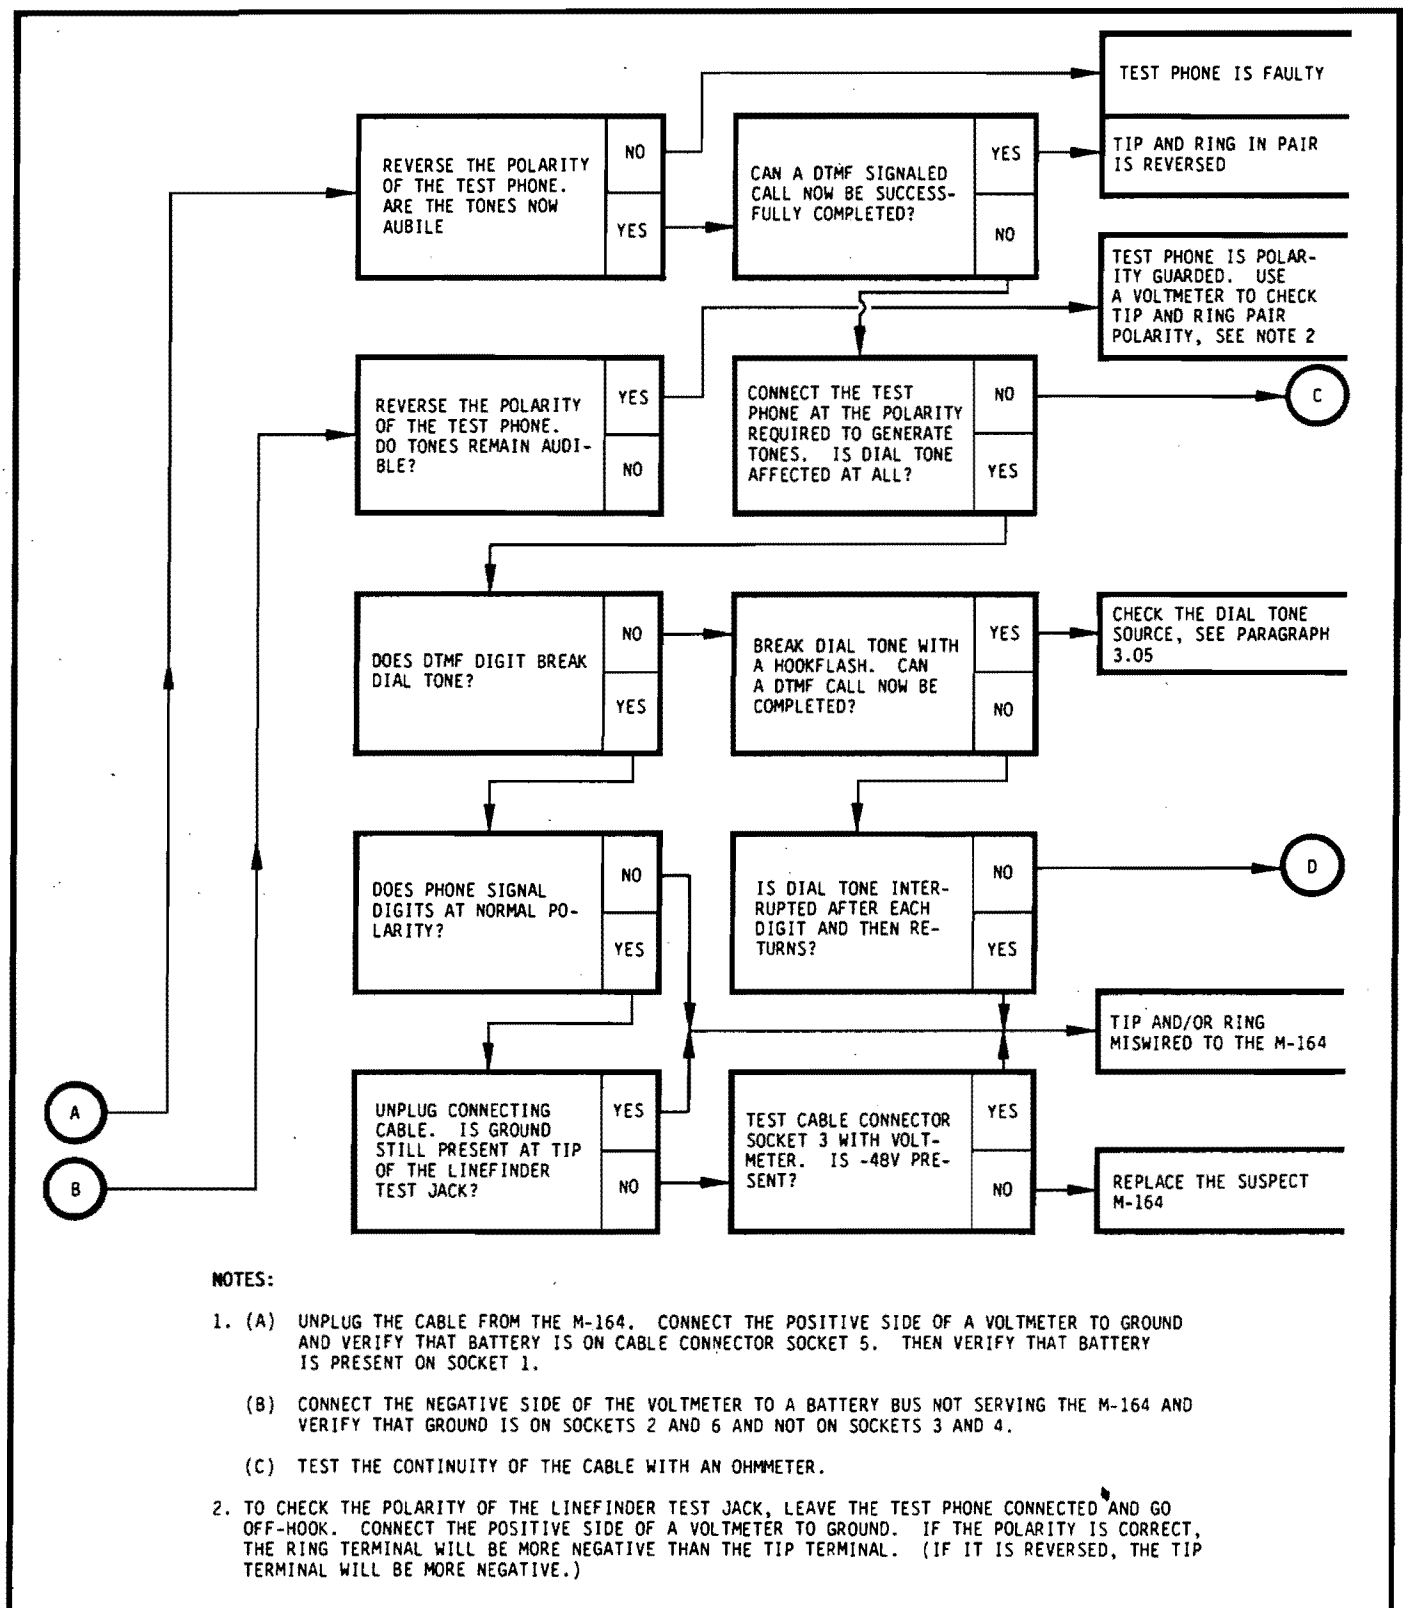 TEST PHONE IS FAULTY
REVERSE THE POLARITY
OF THE TEST PHONE.
ARE THE TONES NOW
AUBILE
NO
YES
CAN A DTMF SIGNALED
CALL NOW BE SUCCESS-
FULLY COMPLETED?
YES
NO
TIP AND RING IN PAIR
IS REVERSED
TEST PHONE IS POLAR-
ITY GUARDED. USE
A VOLTMETER TO CHECK
TIP AND RING PAIR
POLARITY, SEE NOTE 2
REVERSE THE POLARITY
OF THE TEST PHONE.
DO TONES REMAIN AUDI-
BLE?
YES
NO
CONNECT THE TEST
PHONE AT THE POLARITY
REQUIRED TO GENERATE
TONES. IS DIAL TONE
AFFECTED AT ALL?
NO
YES
C
DOES DTMF DIGIT BREAK
DIAL TONE?
NO
YES
BREAK DIAL TONE WITH
A HOOKFLASH. CAN
A DTMF CALL NOW BE
COMPLETED?
YES
NO
CHECK THE DIAL TONE
SOURCE, SEE PARAGRAPH
3.05
DOES PHONE SIGNAL
DIGITS AT NORMAL PO-
LARITY?
NO
YES
IS DIAL TONE INTER-
RUPTED AFTER EACH
DIGIT AND THEN RE-
TURNS?
NO
YES
D
TIP AND/OR RING
MISWIRED TO THE M-164
A
B
UNPLUG CONNECTING
CABLE. IS GROUND
STILL PRESENT AT TIP
OF THE LINEFINDER
TEST JACK?
YES
NO
TEST CABLE CONNECTOR
SOCKET 3 WITH VOLT-
METER. IS -48V PRE-
SENT?
YES
NO
REPLACE THE SUSPECT
M-164
NOTES:
1. (A) UNPLUG THE CABLE FROM THE M-164. CONNECT THE POSITIVE SIDE OF A VOLTMETER TO GROUND
AND VERIFY THAT BATTERY IS ON CABLE CONNECTOR SOCKET 5. THEN VERIFY THAT BATTERY
IS PRESENT ON SOCKET 1.
(B) CONNECT THE NEGATIVE SIDE OF THE VOLTMETER TO A BATTERY BUS NOT SERVING THE M-164 AND
VERIFY THAT GROUND IS ON SOCKETS 2 AND 6 AND NOT ON SOCKETS 3 AND 4.
(C) TEST THE CONTINUITY OF THE CABLE WITH AN OHMMETER.
2. TO CHECK THE POLARITY OF THE LINEFINDER TEST JACK, LEAVE THE TEST PHONE CONNECTED AND GO
OFF-HOOK. CONNECT THE POSITIVE SIDE OF A VOLTMETER TO GROUND. IF THE POLARITY IS CORRECT,
THE RING TERMINAL WILL BE MORE NEGATIVE THAN THE TIP TERMINAL. (IF IT IS REVERSED, THE TIP
TERMINAL WILL BE MORE NEGATIVE.)